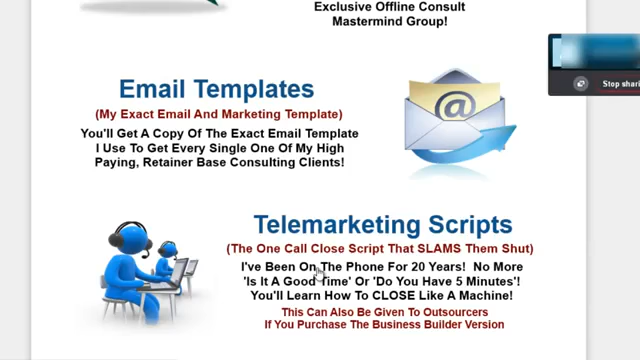 Exclusive Offline Consult
Mastermind Group!
Stop shari
Email Templates
(My Exact Email And Marketing Template)
You'll Get A Copy Of The Exact Email Template
I Use To Get Every Single One Of My High
Paying, Retainer Base Consulting Clients!
@
Telemarketing Scripts
(The One Call Close Script That SLAMS Them Shut)
I've Been On The Phone For 20 Years! No More
'Is It A Good Time' Or 'Do You Have 5 Minutes'!
You'll Learn How To CLOSE Like A Machine!
This Can Also Be Given To Outsourcers
If You Purchase The Business Builder Version